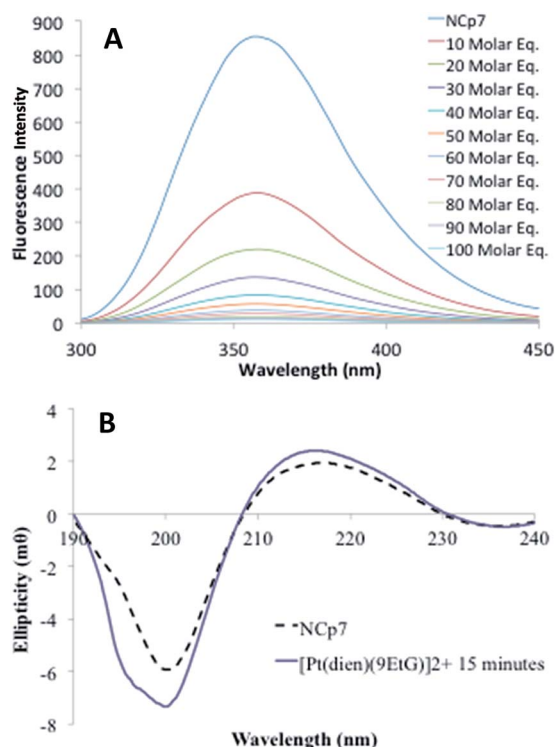 A
900
800
700
600
500
400
300
200
100
0
Fluorescence Intensity
300
350
400
450
Wavelength (nm)
NCp7
10 Molar Eq.
20 Molar Eq.
30 Molar Eq.
40 Molar Eq.
50 Molar Eq.
60 Molar Eq.
70 Molar Eq.
80 Molar Eq.
90 Molar Eq.
100 Molar Eq.
B
4
2
0
-2
-4
-6
-8
Ellipticity (mθ)
190
200
210
220
230
240
NCp7
[Pt(dien)(9EtG)]2+ 15 minutes
Wavelength (nm)